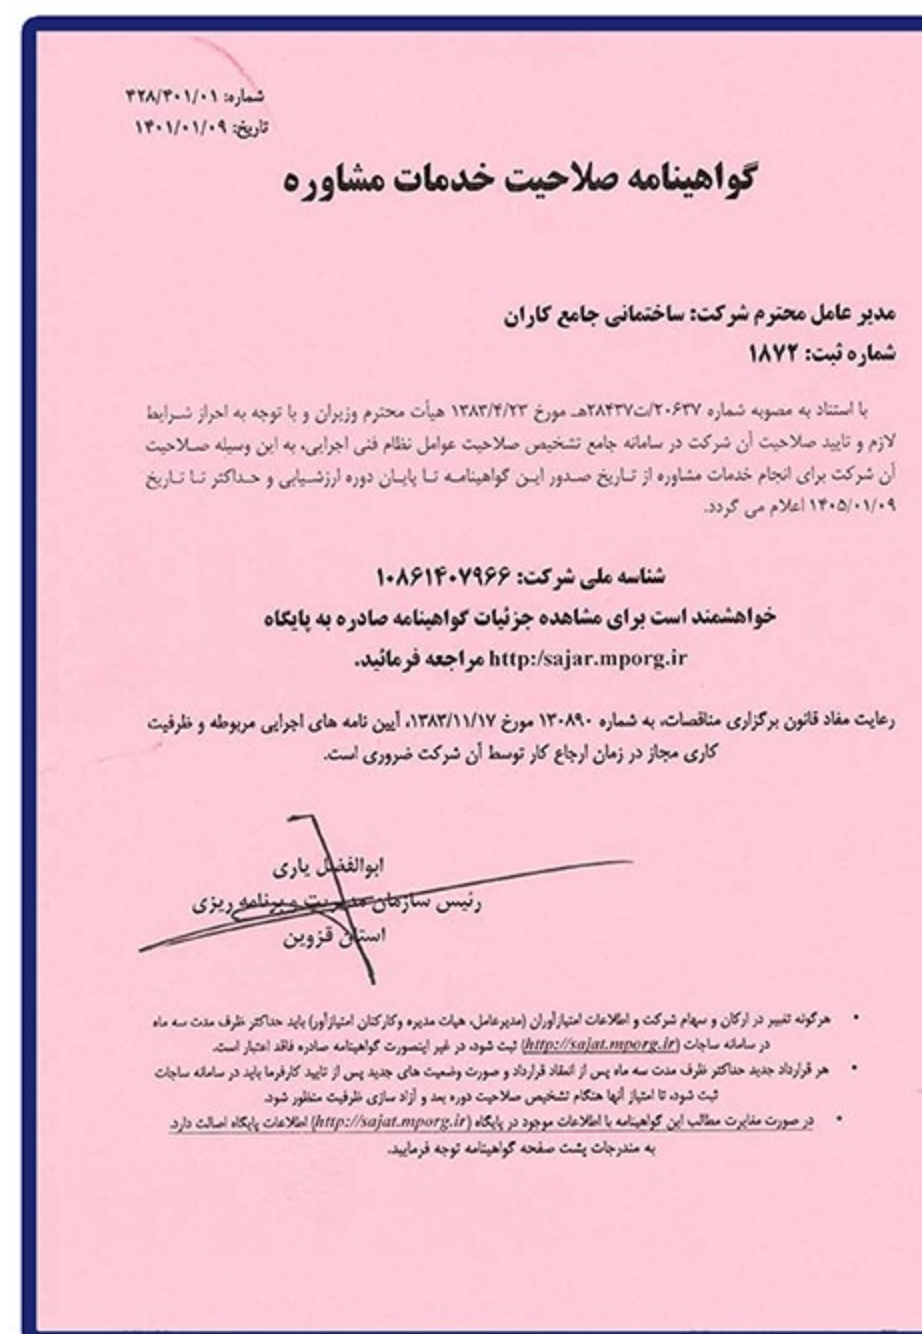 شماره: ۳۲۸/۳۰۱/۰۱
تاریخ: ۱۴۰۱/۰۱/۰۹
گواهینامه صلاحیت خدمات مشاوره
مدیر عامل محترم شرکت: ساختمانی جامع کاران
شماره ثبت: ۱۸۷۲
با استناد به مصوبه شماره ۲۰۶۳۷/ت۲۸۴۳۷هـ مورخ ۱۳۸۳/۴/۲۳ هیأت محترم وزیران و با توجه به احراز شرایط
لازم و تایید صلاحیت آن شرکت در سامانه جامع تشخیص صلاحیت عوامل نظام فنی اجرایی، به این وسیله صلاحیت
آن شرکت برای انجام خدمات مشاوره از تاریخ صدور این گواهینامه تا پایان دوره ارزشیابی و حداکثر تا تاریخ
۱۴۰۵/۰۱/۰۹ اعلام می گردد.
شناسه ملی شرکت: ۱۰۸۶۱۴۰۷۹۶۶
خواهشمند است برای مشاهده جزئیات گواهینامه صادره به پایگاه
http:/sajar.mporg.ir مراجعه فرمائید.
رعایت مفاد قانون برگزاری مناقصات، به شماره ۱۳۰۸۹۰ مورخ ۱۳۸۳/۱۱/۱۷، آیین نامه های اجرایی مربوطه و ظرفیت
کاری مجاز در زمان ارجاع کار توسط آن شرکت ضروری است.
ابوالفضل یاری
رئیس سازمان مدیریت و برنامه ریزی
استان قزوین
• هرگونه تغییر در ارکان و سهام شرکت و اطلاعات امتیازآوران (مدیرعامل، هیات مدیره وکارکنان امتیازآور) باید حداکثر ظرف مدت سه ماه
در سامانه ساجات (http://sajat.mporg.ir) ثبت شود، در غیر اینصورت گواهینامه صادره فاقد اعتبار است.
• هر قرارداد جدید حداکثر ظرف مدت سه ماه پس از انعقاد قرارداد و صورت وضعیت های جدید پس از تایید کارفرما باید در سامانه ساجات
ثبت شود، تا امتیاز آنها هنگام تشخیص صلاحیت دوره بعد و آزاد سازی ظرفیت منظور شود.
• در صورت مغایرت مطالب این گواهینامه با اطلاعات موجود در پایگاه (http://sajat.mporg.ir) اطلاعات پایگاه اصالت دارد.
به مندرجات پشت صفحه گواهینامه توجه فرمایید.